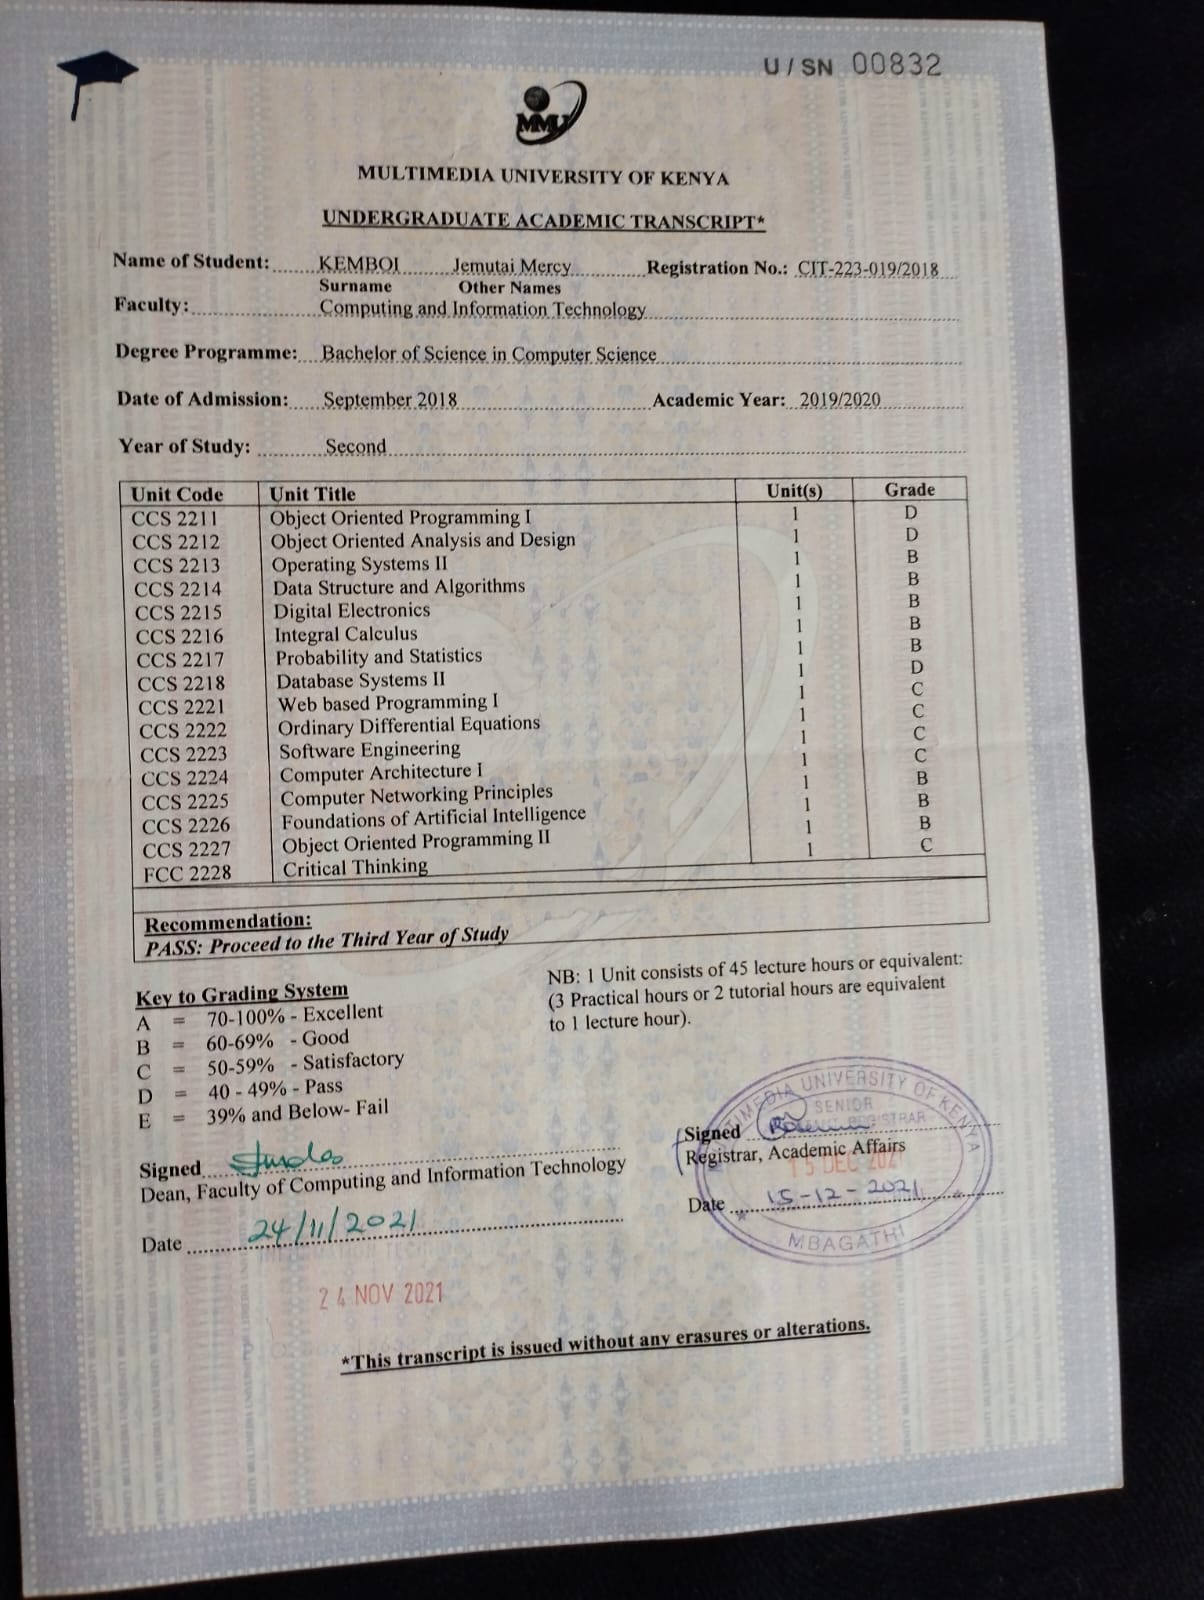 U / SN 00832
MMU
MULTIMEDIA UNIVERSITY OF KENYA
UNDERGRADUATE ACADEMIC TRANSCRIPT*
Name of Student: KEMBOI Jemutai Mercy Registration No.: CIT-223-019/2018
Surname Other Names
Faculty: Computing and Information Technology
Degree Programme: Bachelor of Science in Computer Science
Date of Admission: September 2018 Academic Year: 2019/2020
Year of Study: Second
Unit Code Unit Title Unit(s) Grade
CCS 2211 Object Oriented Programming I 1 D
CCS 2212 Object Oriented Analysis and Design 1 D
CCS 2213 Operating Systems II 1 B
CCS 2214 Data Structure and Algorithms 1 B
CCS 2215 Digital Electronics 1 B
CCS 2216 Integral Calculus 1 B
CCS 2217 Probability and Statistics 1 B
CCS 2218 Database Systems II 1 D
CCS 2221 Web based Programming I 1 C
CCS 2222 Ordinary Differential Equations 1 C
CCS 2223 Software Engineering 1 C
CCS 2224 Computer Architecture I 1 C
CCS 2225 Computer Networking Principles 1 B
CCS 2226 Foundations of Artificial Intelligence 1 B
CCS 2227 Object Oriented Programming II 1 B
FCC 2228 Critical Thinking 1 C
Recommendation:
PASS: Proceed to the Third Year of Study
Key to Grading System
A = 70-100% - Excellent
B = 60-69% - Good
C = 50-59% - Satisfactory
D = 40 - 49% - Pass
E = 39% and Below- Fail
NB: 1 Unit consists of 45 lecture hours or equivalent:
(3 Practical hours or 2 tutorial hours are equivalent
to 1 lecture hour).
Signed
Dean, Faculty of Computing and Information Technology
Date 24/11/2021
24 NOV 2021
MULTIMEDIA UNIVERSITY OF KENYA
SENIOR
REGISTRAR
Signed
Registrar, Academic Affairs
15 DEC 2021
Date 15-12-2021
MBAGATHI
*This transcript is issued without any erasures or alterations.